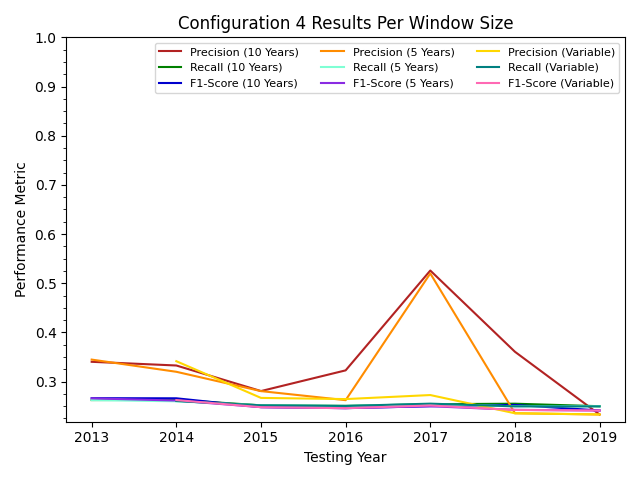 Configuration 4 Results Per Window Size
Precision (10 Years)
Recall (10 Years)
F1-Score (10 Years)
Precision (5 Years)
Recall (5 Years)
F1-Score (5 Years)
Precision (Variable)
Recall (Variable)
F1-Score (Variable)
1.0
0.9
0.8
0.7
0.6
0.5
0.4
0.3
Performance Metric
2013 2014 2015 2016 2017 2018 2019
Testing Year